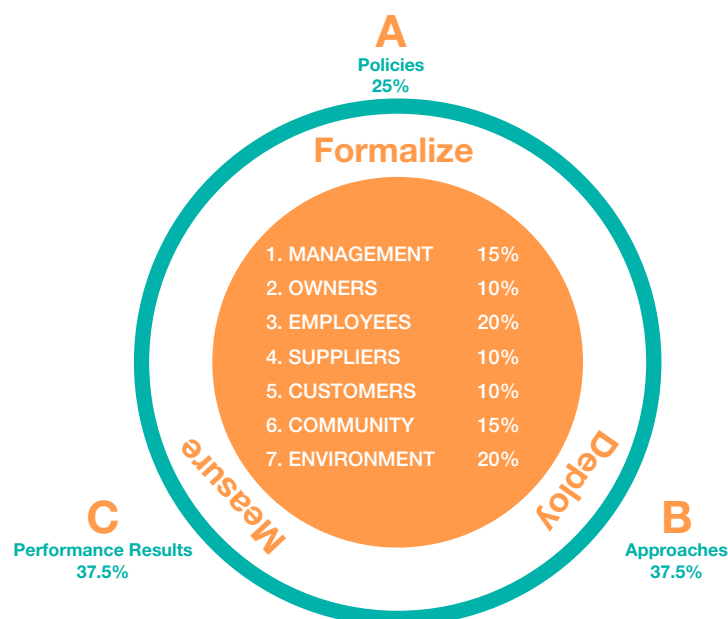 A
Policies
25%
Formalize
1. MANAGEMENT 15%
2. OWNERS 10%
3. EMPLOYEES 20%
4. SUPPLIERS 10%
5. CUSTOMERS 10%
6. COMMUNITY 15%
7. ENVIRONMENT 20%
Measure
Deploy
C
Performance Results
37.5%
B
Approaches
37.5%